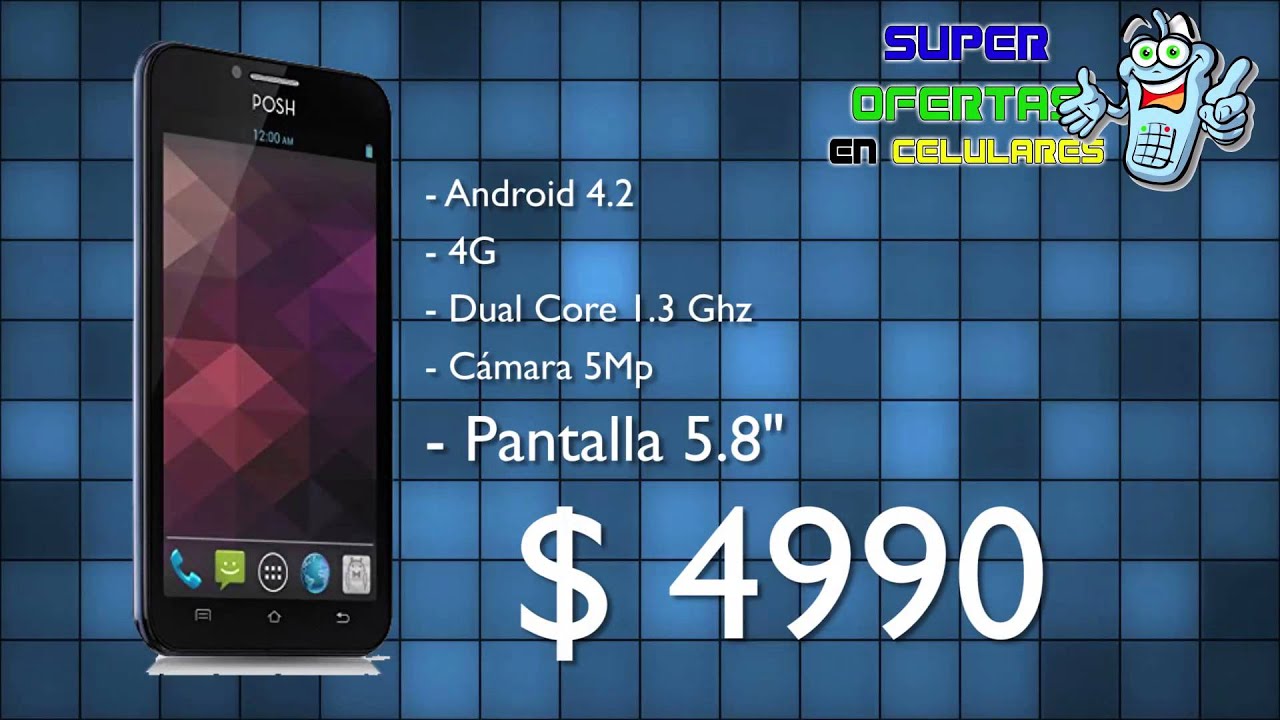 SUPER
OFERTAS
EN CELULARES
POSH
12:00 AM
- Android 4.2
- 4G
- Dual Core 1.3 Ghz
- Cámara 5Mp
- Pantalla 5.8"
$ 4990